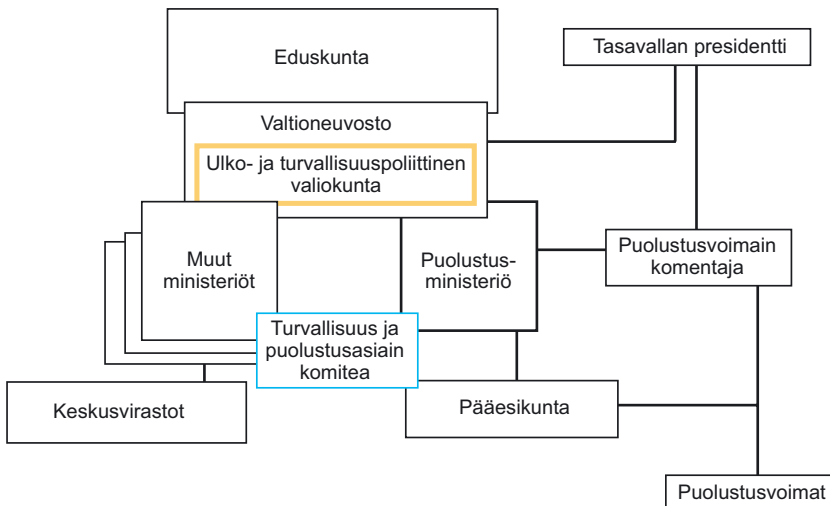 Eduskunta
Tasavallan presidentti
Valtioneuvosto
Ulko- ja turvallisuuspoliittinen
valiokunta
Muut
ministeriöt
Puolustus-
ministeriö
Puolustusvoimain
komentaja
Turvallisuus ja
puolustusasiain
komitea
Keskusvirastot
Pääesikunta
Puolustusvoimat